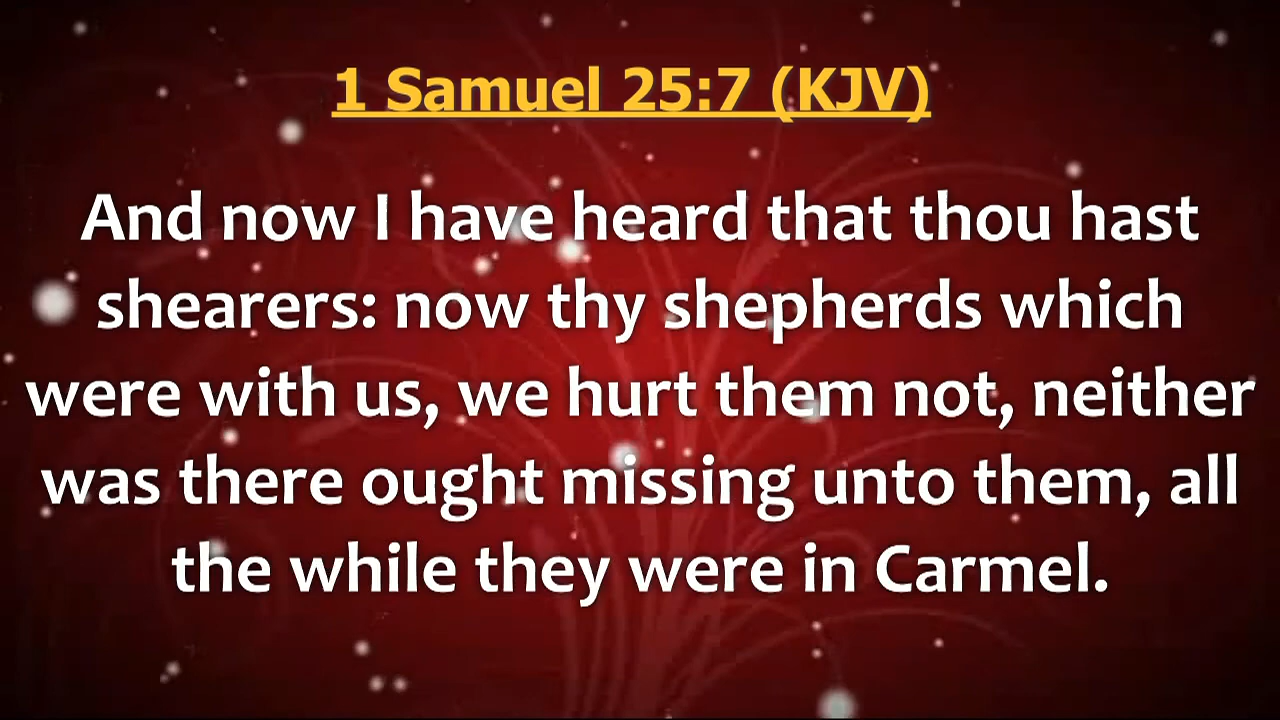 1 Samuel 25:7 (KJV)
And now I have heard that thou hast
shearers: now thy shepherds which
were with us, we hurt them not, neither
was there ought missing unto them, all
the while they were in Carmel.